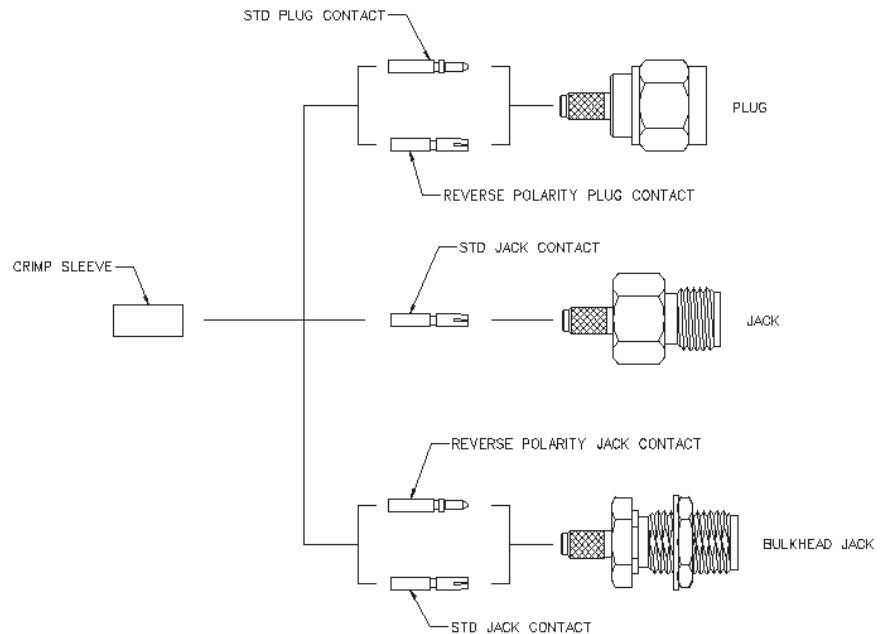 STD PLUG CONTACT
PLUG
REVERSE POLARITY PLUG CONTACT
STD JACK CONTACT
CRIMP SLEEVE
JACK
REVERSE POLARITY JACK CONTACT
BULKHEAD JACK
STD JACK CONTACT